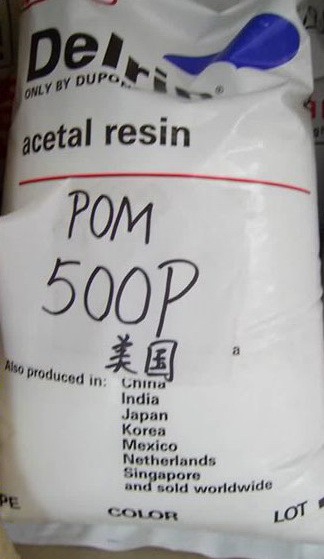 Delrin®
ONLY BY DUPO
acetal resin
POM
500P
美国
a
Also produced in: China
India
Japan
Korea
Mexico
Netherlands
Singapore
and sold worldwide
PE COLOR LOT